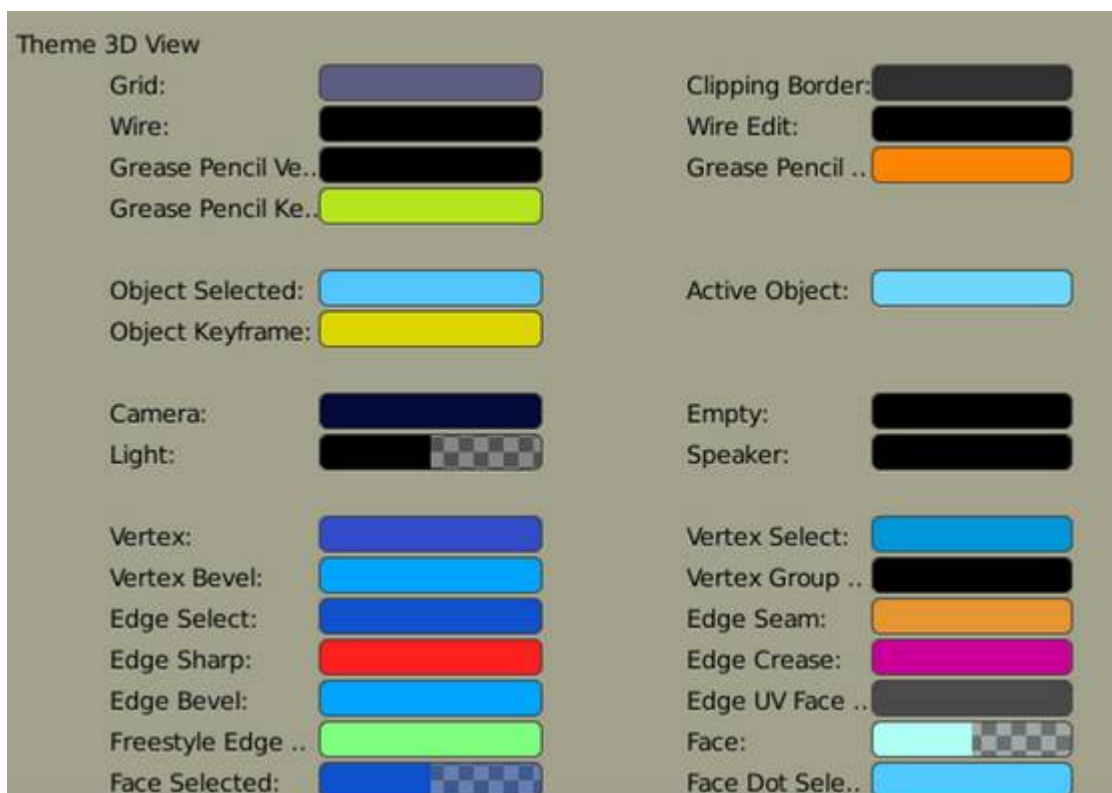 Theme 3D View
Grid: Clipping Border:
Wire: Wire Edit:
Grease Pencil Ve.. Grease Pencil ..
Grease Pencil Ke..
Object Selected: Active Object:
Object Keyframe:
Camera: Empty:
Light: Speaker:
Vertex: Vertex Select:
Vertex Bevel: Vertex Group ..
Edge Select: Edge Seam:
Edge Sharp: Edge Crease:
Edge Bevel: Edge UV Face ..
Freestyle Edge .. Face:
Face Selected: Face Dot Sele..